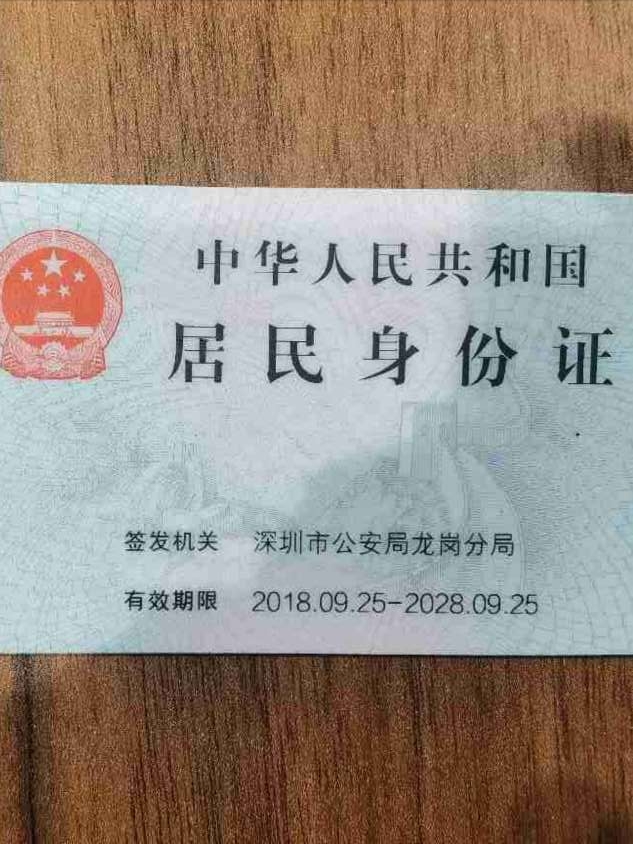 中华人民共和国
居民身份证
签发机关 深圳市公安局龙岗分局
有效期限 2018.09.25-2028.09.25